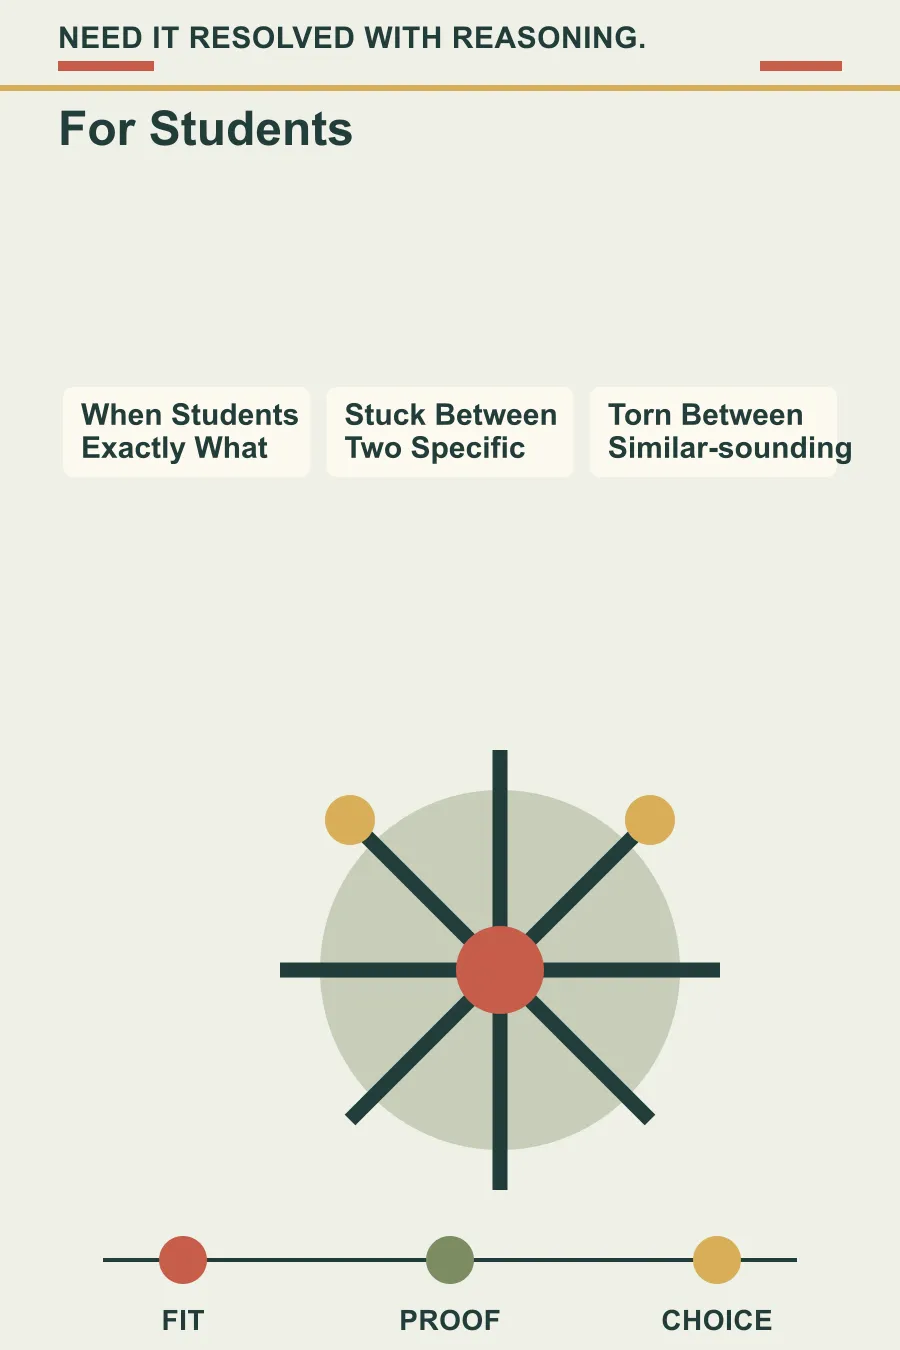 NEED IT RESOLVED WITH REASONING.
For Students
When Students
Exactly What
Stuck Between
Two Specific
Torn Between
Similar-sounding
FIT
PROOF
CHOICE